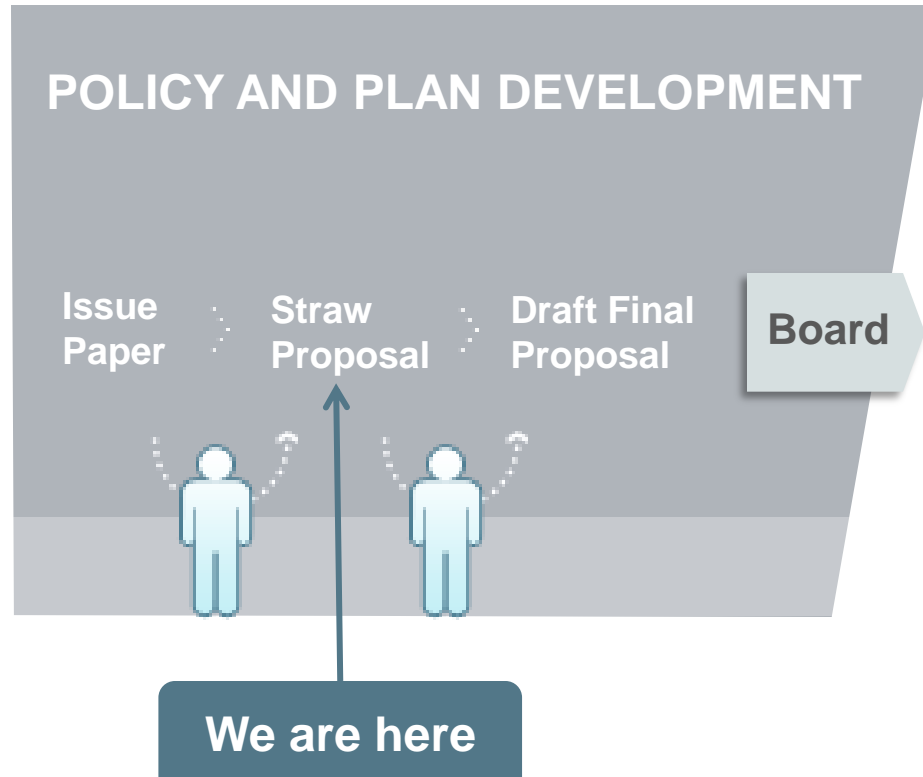 POLICY AND PLAN DEVELOPMENT
Issue
Paper
Straw
Proposal
Draft Final
Proposal
Board
We are here